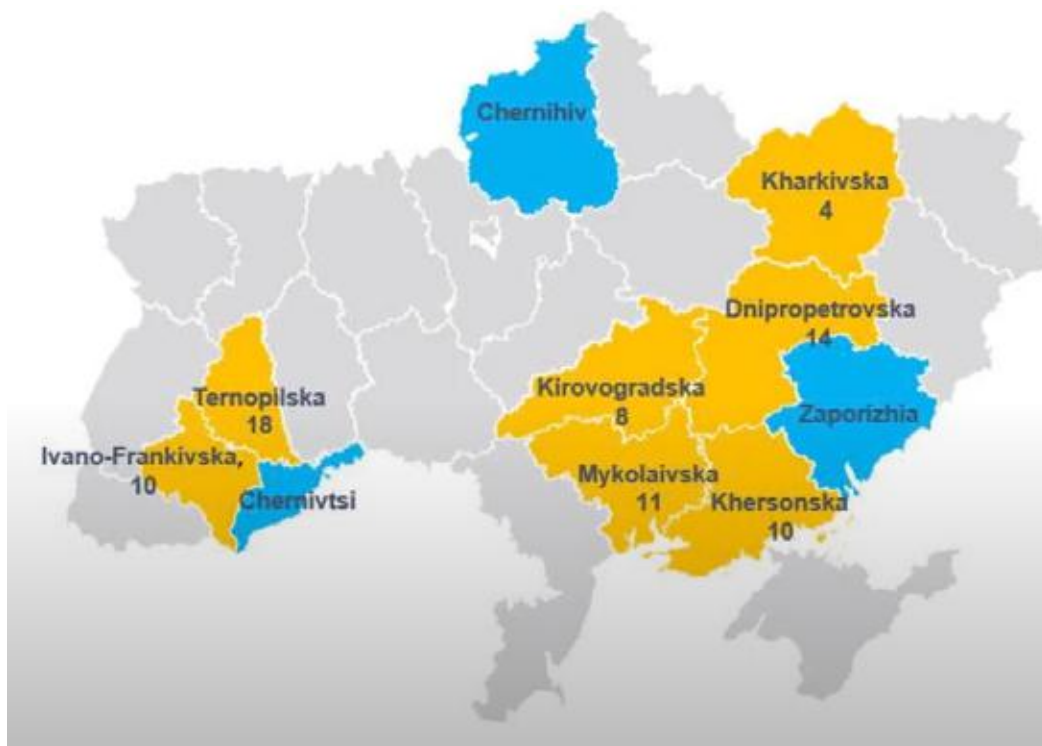 Chernihiv
Kharkivska
4
Dnipropetrovska
14
Kirovogradska
8
Zaporizhia
Ternopilska
18
Ivano-Frankivska,
10
Chernivtsi
Mykolaivska
11
Khersonska
10